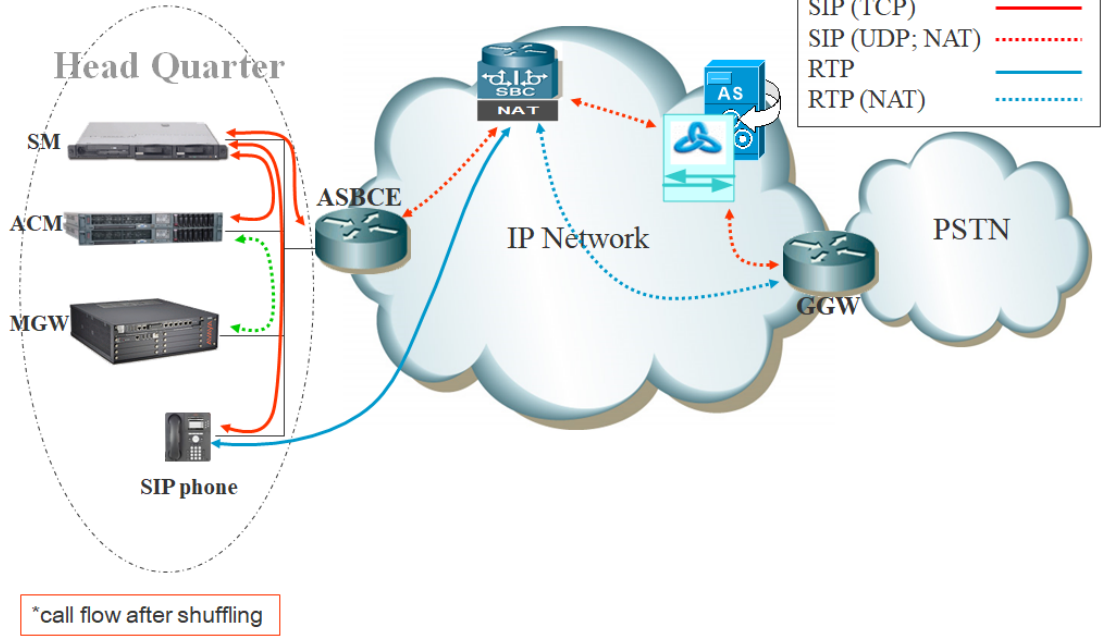 SIP (TCP)
SIP (UDP; NAT)
RTP
RTP (NAT)
Head Quarter
SM
ACM
MGW
SIP phone
ASBCE
SBC
NAT
AS
IP Network
GGW
PSTN
*call flow after shuffling